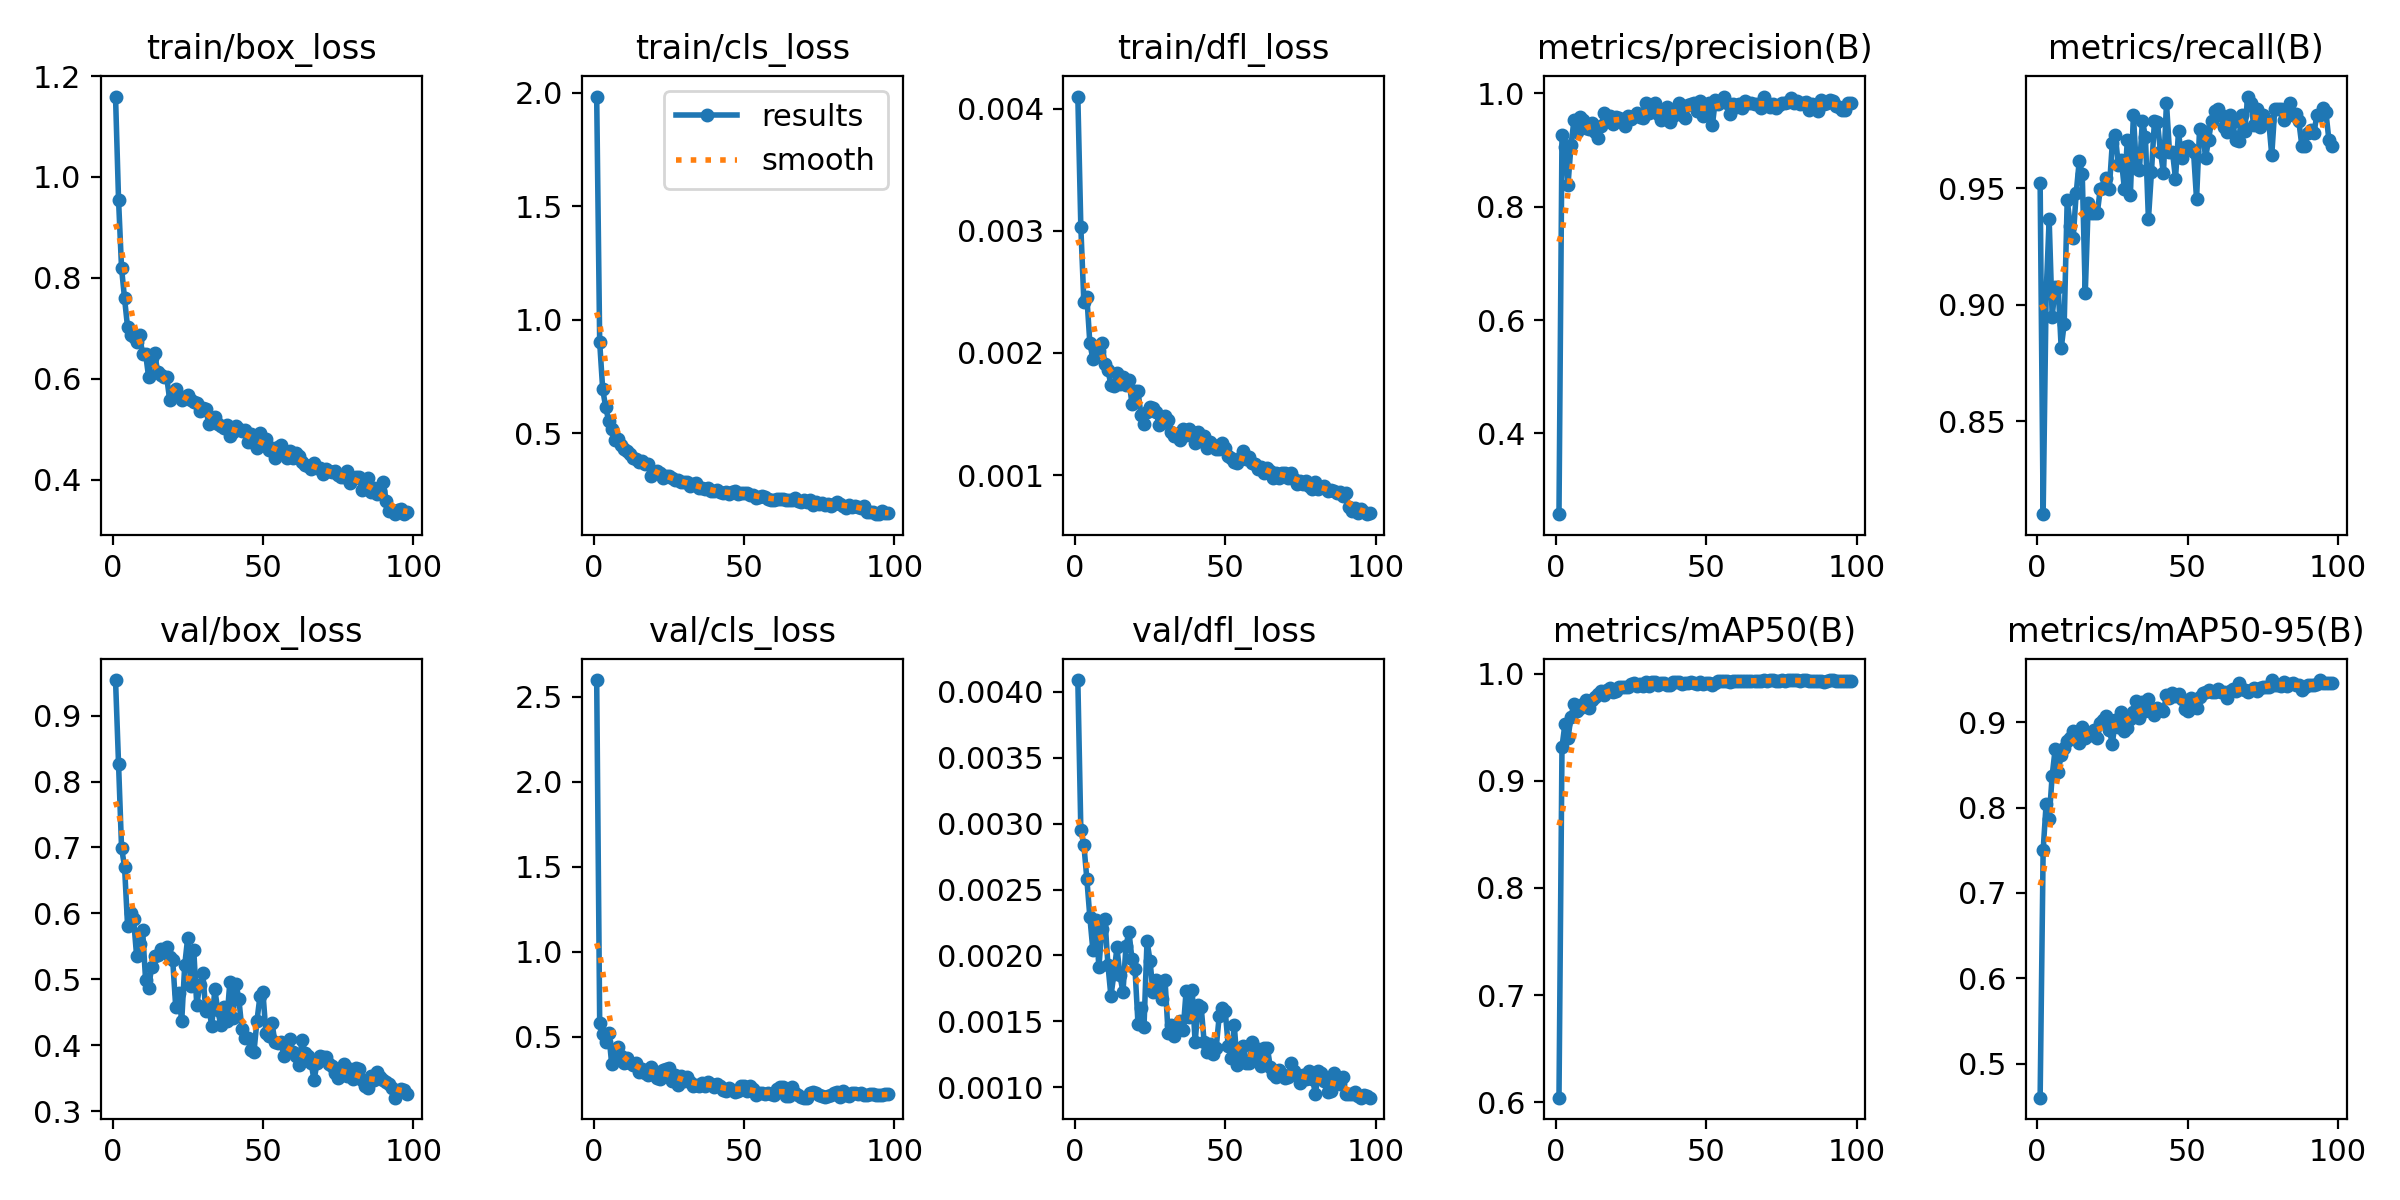 train/box_loss
1.2
1.0
0.8
0.6
0.4
0 50 100
train/cls_loss
results
smooth
2.0
1.5
1.0
0.5
0 50 100
train/dfl_loss
0.004
0.003
0.002
0.001
0 50 100
metrics/precision(B)
1.0
0.8
0.6
0.4
0 50 100
metrics/recall(B)
0.95
0.90
0.85
0 50 100
val/box_loss
0.9
0.8
0.7
0.6
0.5
0.4
0.3
0 50 100
val/cls_loss
2.5
2.0
1.5
1.0
0.5
0 50 100
val/dfl_loss
0.0040
0.0035
0.0030
0.0025
0.0020
0.0015
0.0010
0 50 100
metrics/mAP50(B)
1.0
0.9
0.8
0.7
0.6
0 50 100
metrics/mAP50-95(B)
0.9
0.8
0.7
0.6
0.5
0 50 100